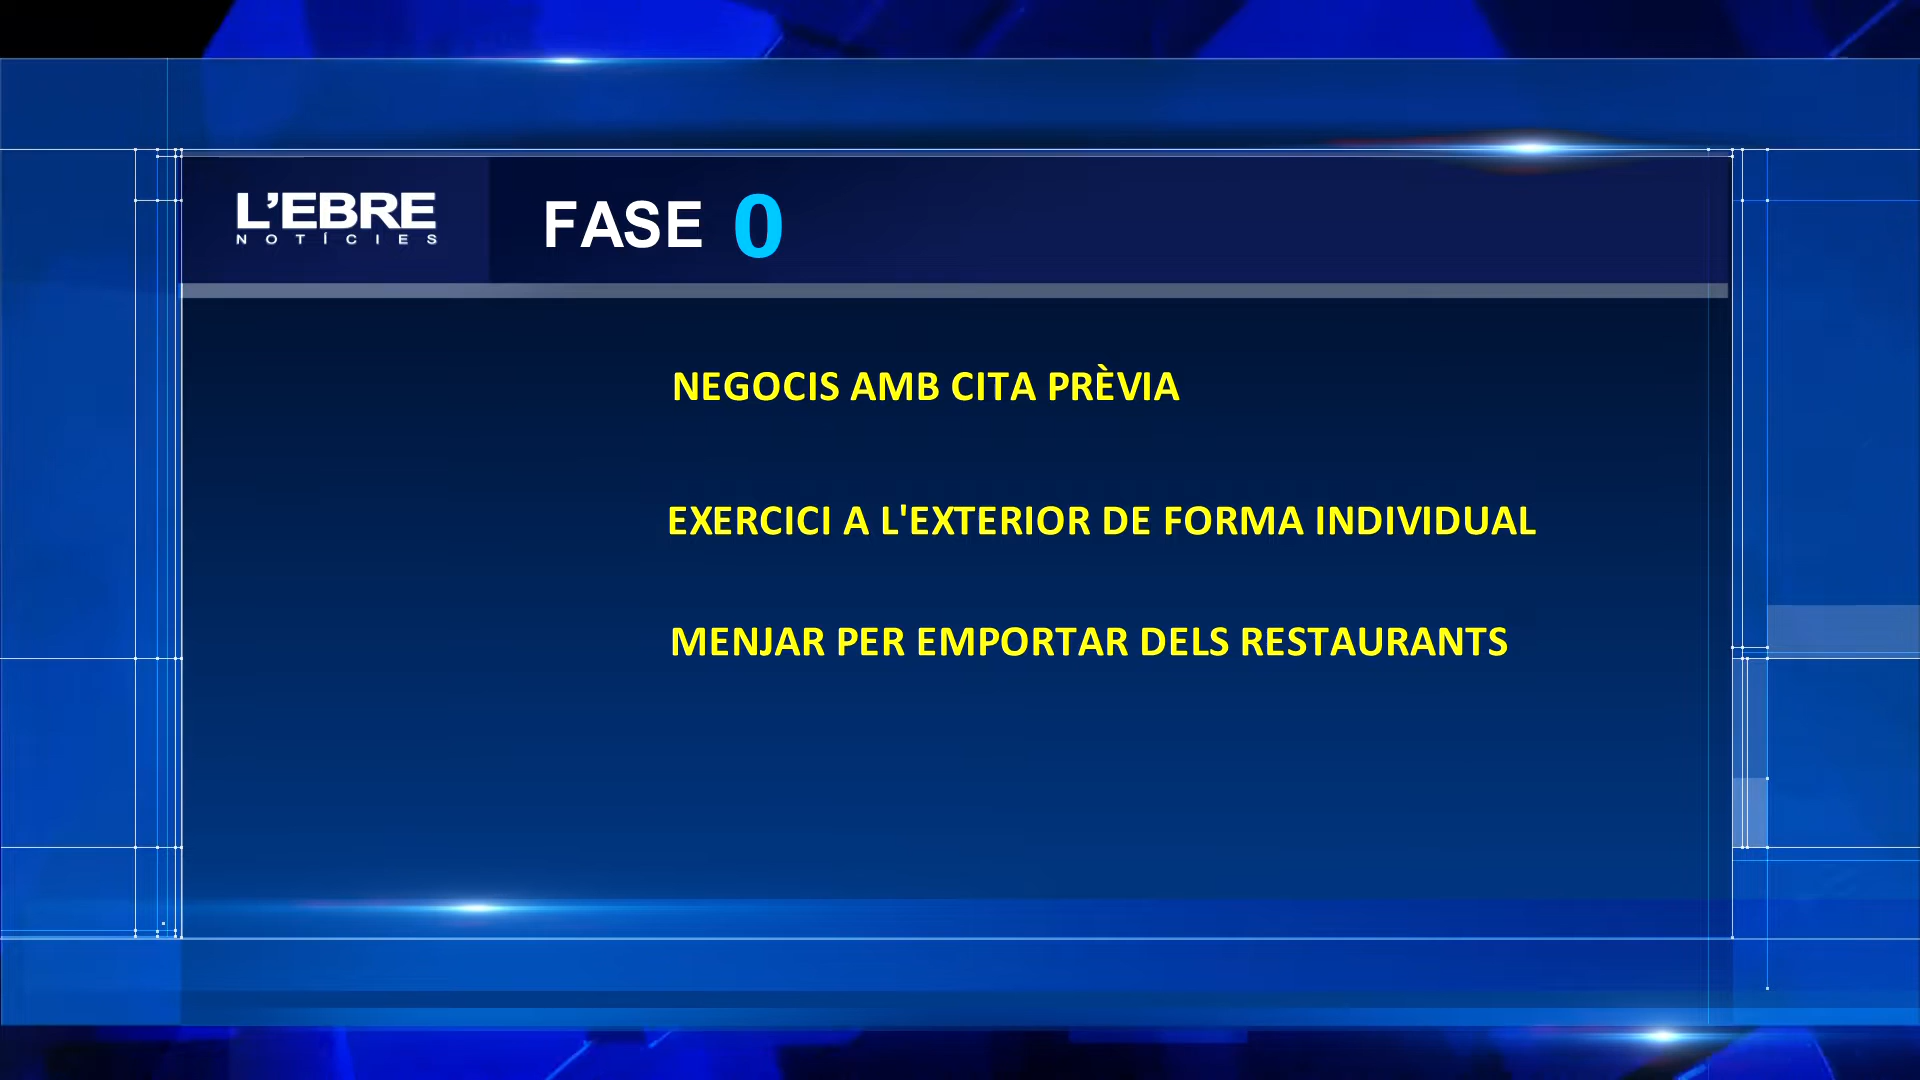 L'EBRE
NOTÍCIES
FASE 0
NEGOCIS AMB CITA PRÈVIA
EXERCICI A L'EXTERIOR DE FORMA INDIVIDUAL
MENJAR PER EMPORTAR DELS RESTAURANTS